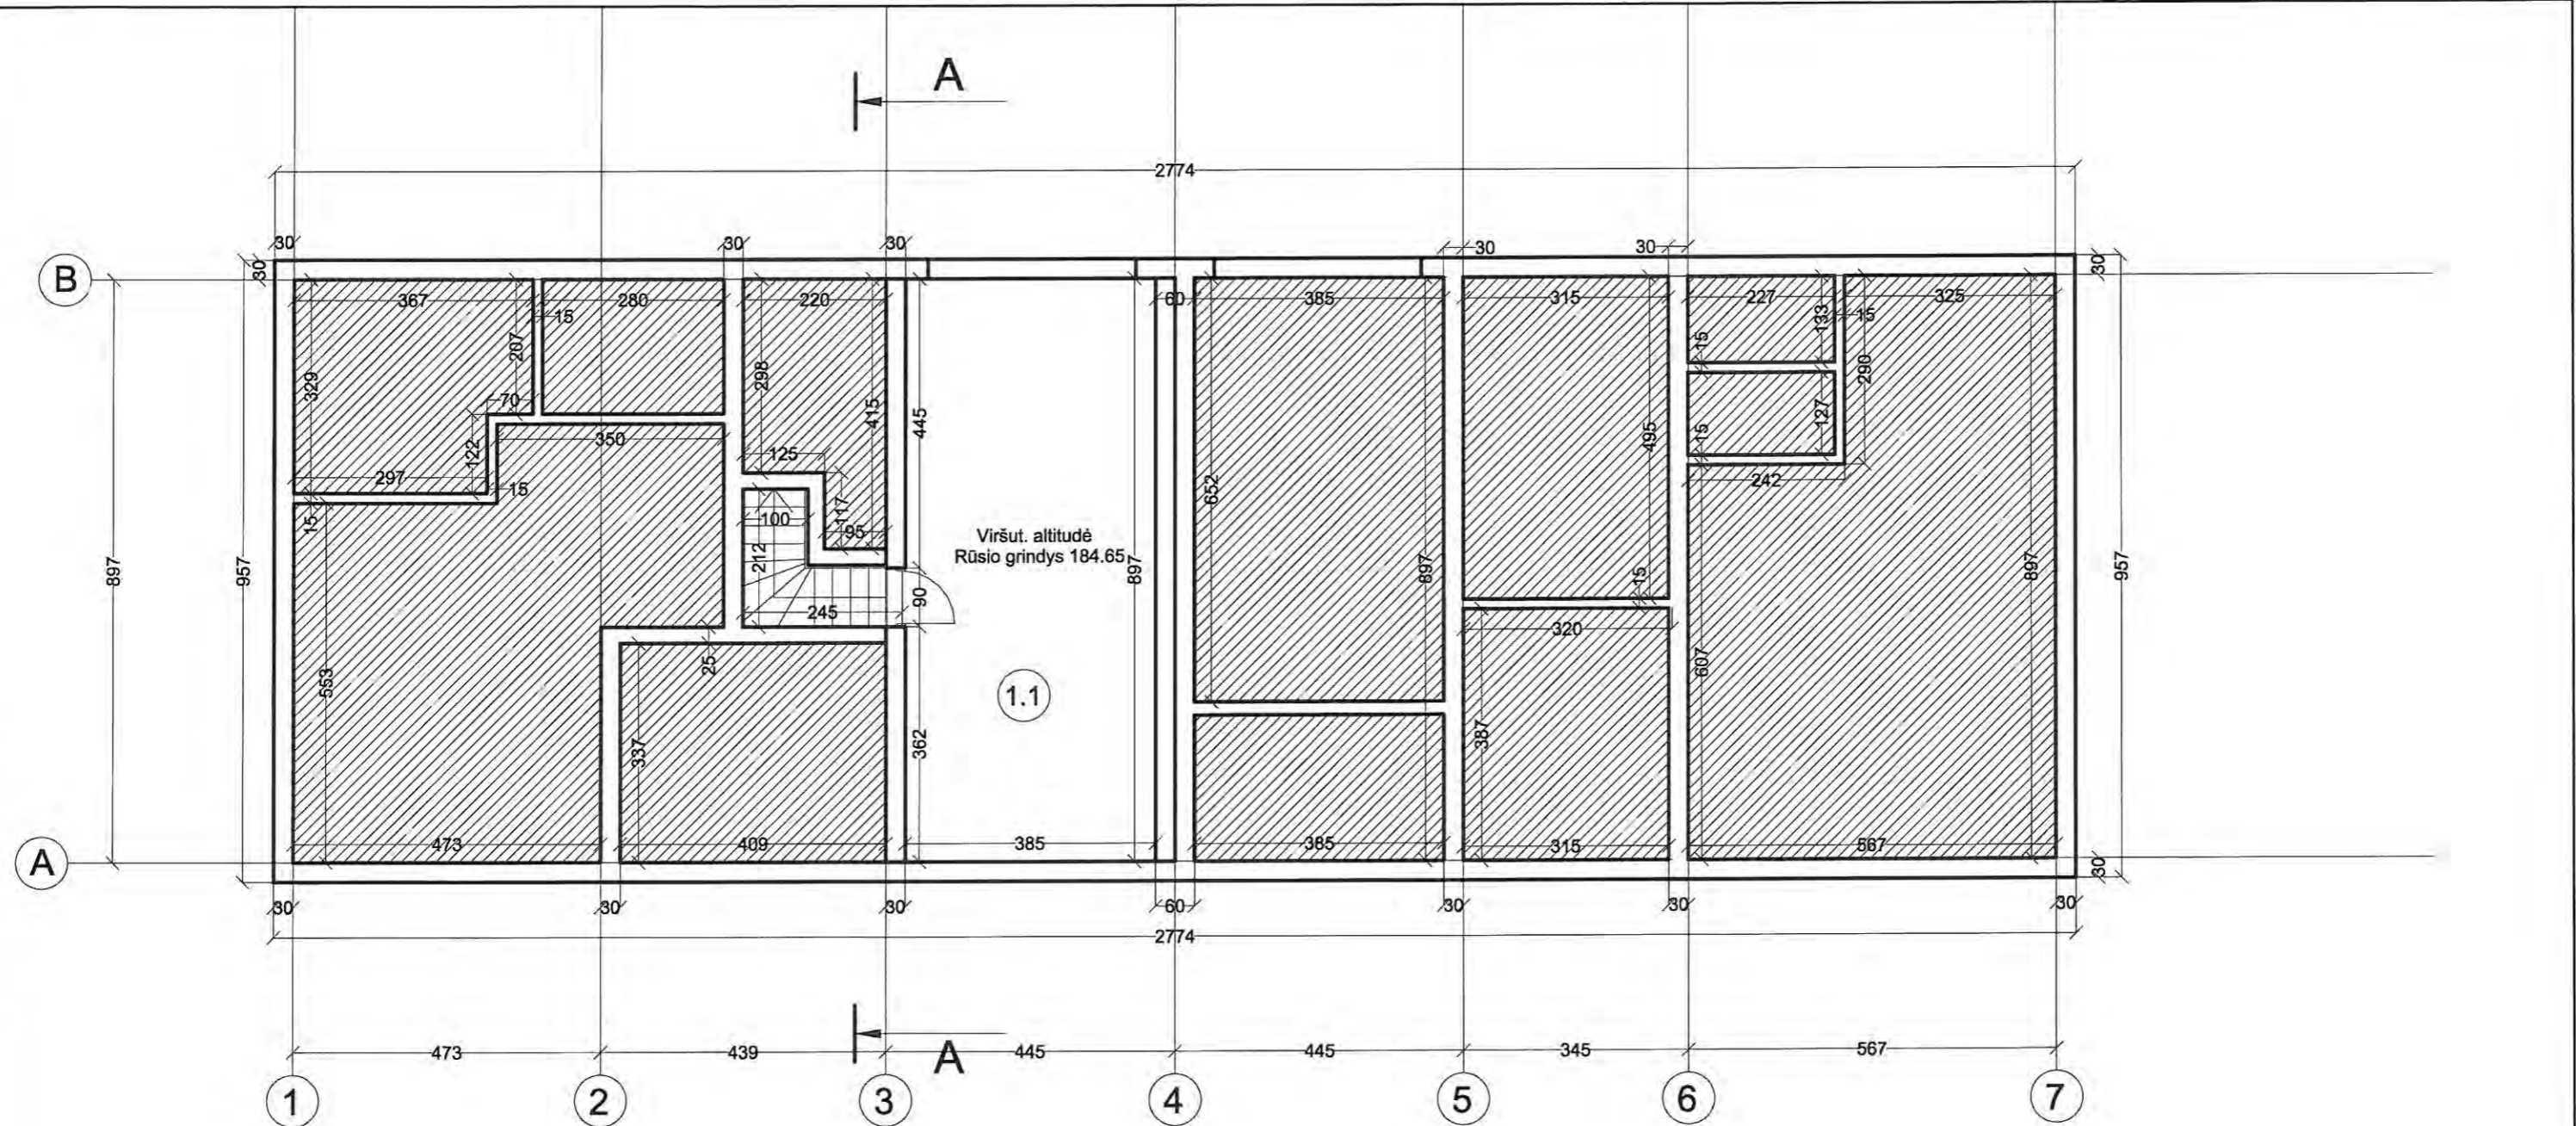 A
2774
30 30 30 30 30
B 30 30
367 280 220 60 385 315 227 325
15 133 15
207 15
329 298 290
70 415 445
350 127
122 125 495 15
297 15 242
652
15 100 117
95
Viršut. altitudė
Rūsio grindys 184.65
897 957 212 897 897 897 957
15
90
245
320
25 607
553 1.1
337 362 387
473 409 385 385 315 567
30
30 30 30 60 30 30 30
2774
A
A
473 439 445 445 345 567
1 2 3 4 5 6 7